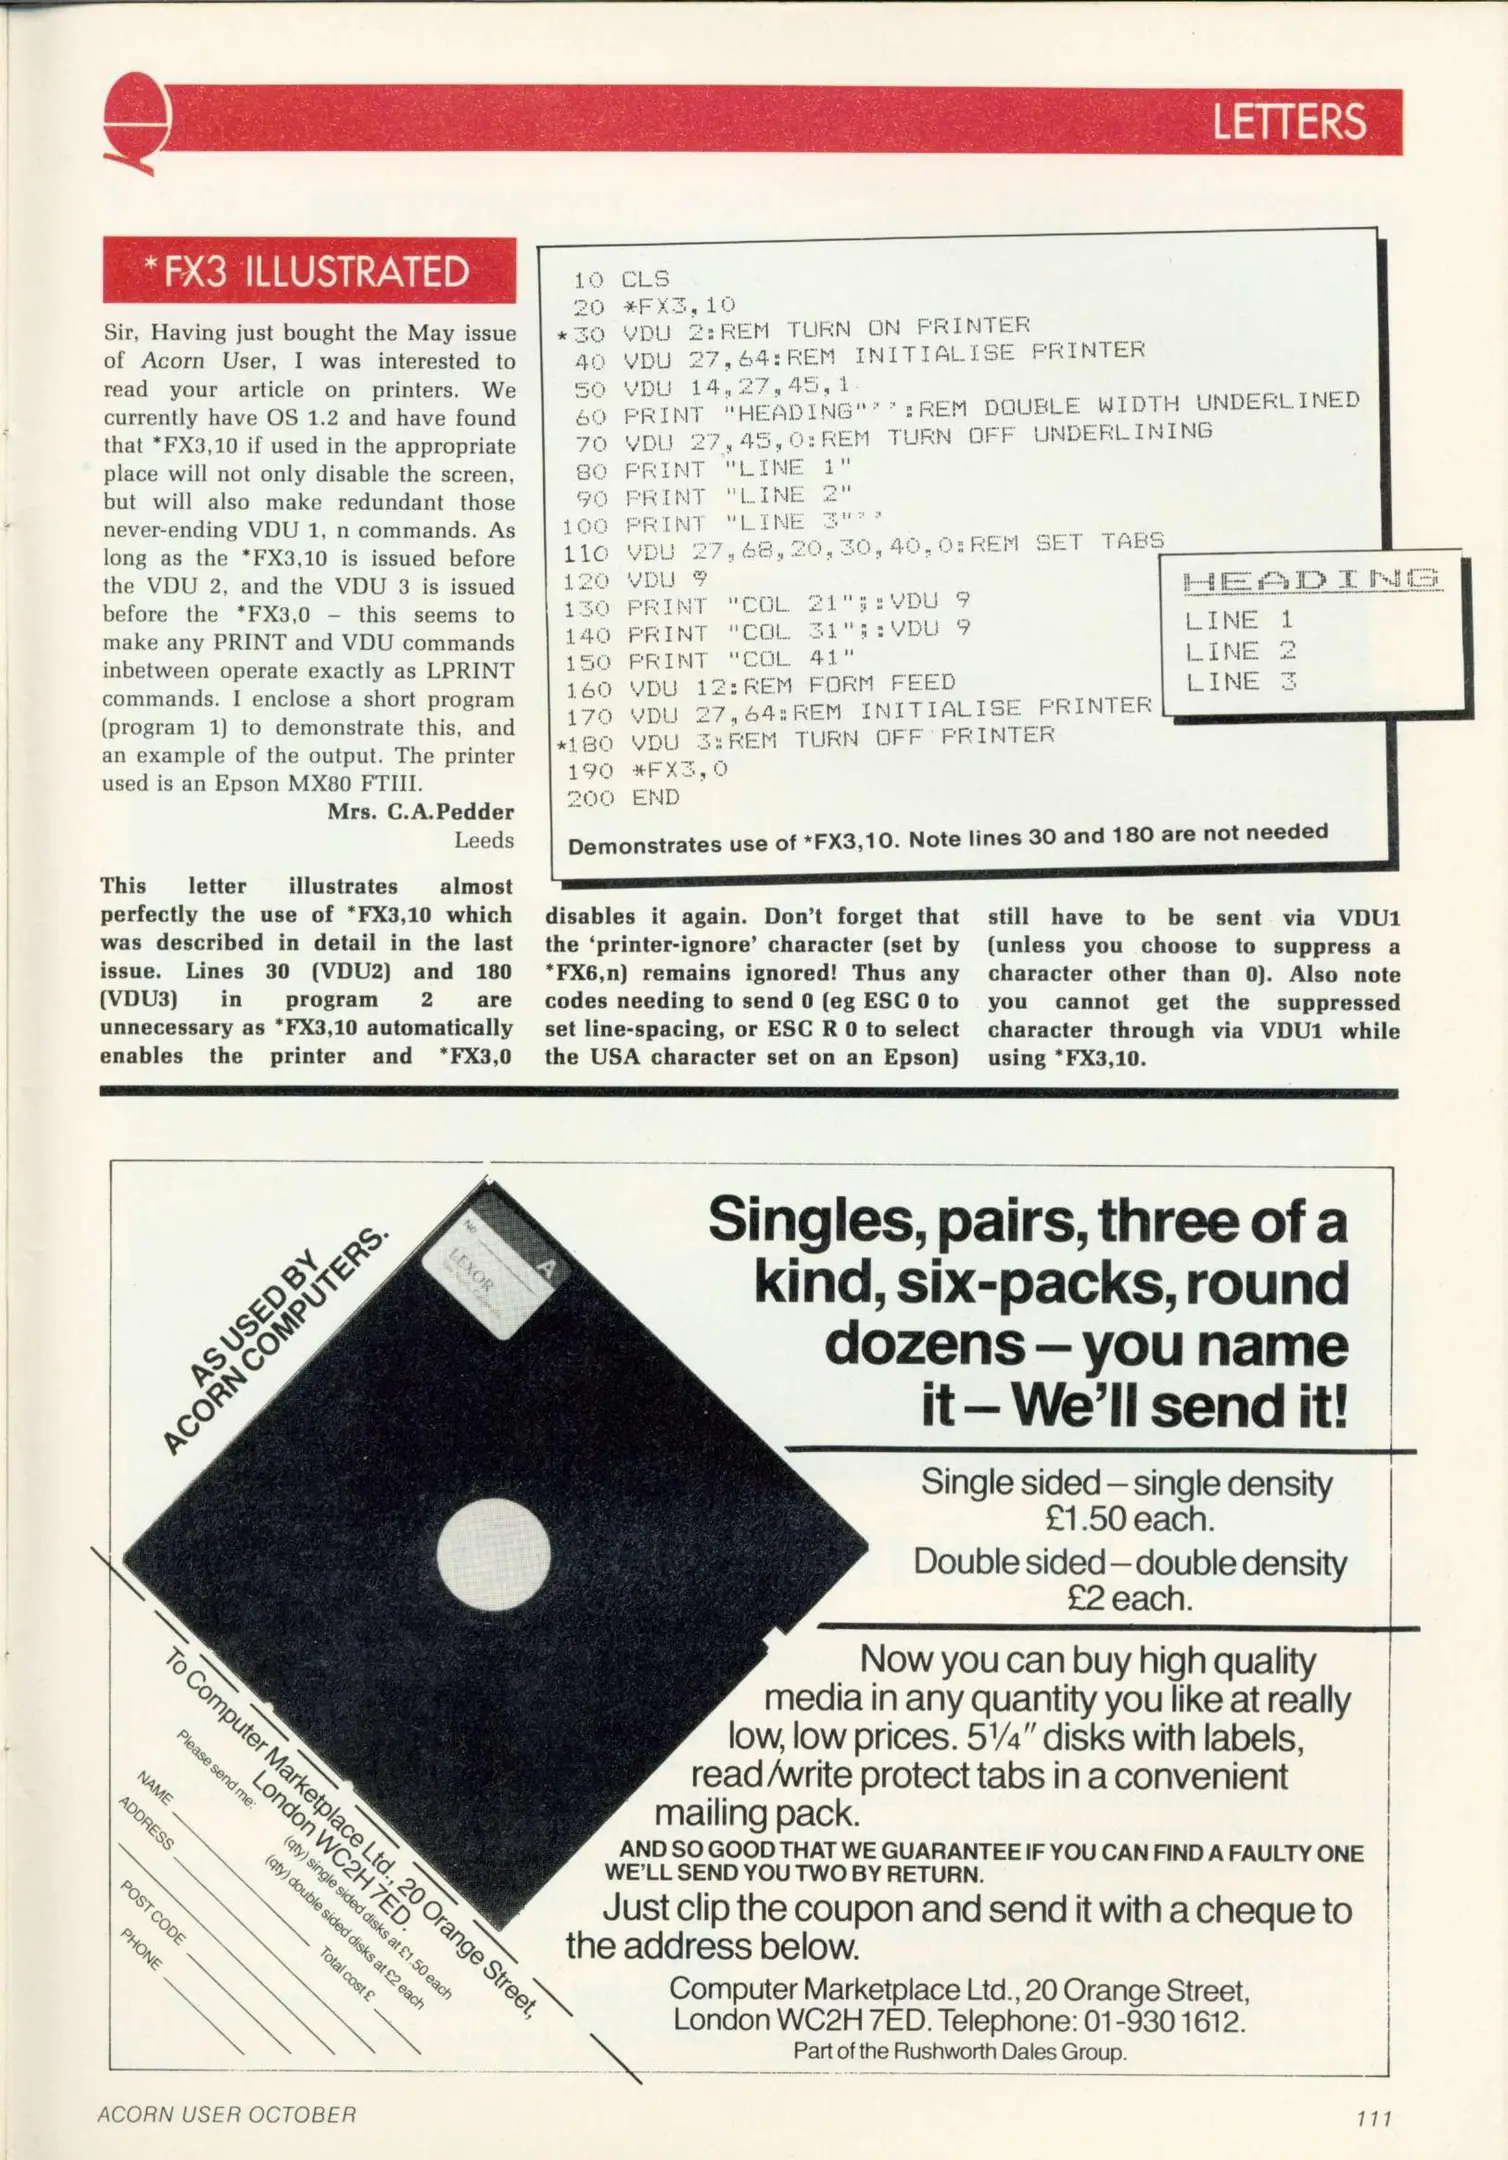 LETTERS
*FX3 ILLUSTRATED
Sir, Having just bought the May issue
of Acorn User, I was interested to
read your article on printers. We
currently have OS 1.2 and have found
that *FX3,10 if used in the appropriate
place will not only disable the screen,
but will also make redundant those
never-ending VDU 1, n commands. As
long as the *FX3,10 is issued before
the VDU 2, and the VDU 3 is issued
before the *FX3,0 – this seems to
make any PRINT and VDU commands
inbetween operate exactly as LPRINT
commands. I enclose a short program
(program 1) to demonstrate this, and
an example of the output. The printer
used is an Epson MX80 FTIII.
Mrs. C.A.Pedder
Leeds
10 CLS
20 *FX3,10
*30 VDU 2:REM TURN ON PRINTER
40 VDU 27,64:REM INITIALISE PRINTER
50 VDU 14,27,45,1
60 PRINT "HEADING"'':REM DOUBLE WIDTH UNDERLINED
70 VDU 27,45,0:REM TURN OFF UNDERLINING
80 PRINT "LINE 1"
90 PRINT "LINE 2"
100 PRINT "LINE 3"''
110 VDU 27,68,20,30,40,0:REM SET TABS
120 VDU 9
130 PRINT "COL 21";:VDU 9
140 PRINT "COL 31";:VDU 9
150 PRINT "COL 41"
160 VDU 12:REM FORM FEED
170 VDU 27,64:REM INITIALISE PRINTER
*180 VDU 3:REM TURN OFF PRINTER
190 *FX3,0
200 END
Demonstrates use of *FX3,10. Note lines 30 and 180 are not needed
HEADING
LINE 1
LINE 2
LINE 3
This letter illustrates almost
perfectly the use of *FX3,10 which
was described in detail in the last
issue. Lines 30 (VDU2) and 180
(VDU3) in program 2 are
unnecessary as *FX3,10 automatically
enables the printer and *FX3,0
disables it again. Don't forget that
the 'printer-ignore' character (set by
*FX6,n) remains ignored! Thus any
codes needing to send 0 (eg ESC 0 to
set line-spacing, or ESC R 0 to select
the USA character set on an Epson)
still have to be sent via VDU1
(unless you choose to suppress a
character other than 0). Also note
you cannot get the suppressed
character through via VDU1 while
using *FX3,10.
AS USED BY
ACORN COMPUTERS.
No.
A
LEXOR
Singles, pairs, three of a
kind, six-packs, round
dozens – you name
it – We'll send it!
Single sided – single density
£1.50 each.
Double sided – double density
£2 each.
Now you can buy high quality
media in any quantity you like at really
low, low prices. 5¼" disks with labels,
read/write protect tabs in a convenient
mailing pack.
AND SO GOOD THAT WE GUARANTEE IF YOU CAN FIND A FAULTY ONE
WE'LL SEND YOU TWO BY RETURN.
Just clip the coupon and send it with a cheque to
the address below.
Computer Marketplace Ltd., 20 Orange Street,
London WC2H 7ED. Telephone: 01-930 1612.
Part of the Rushworth Dales Group.
To Computer Marketplace Ltd., 20 Orange Street,
London WC2H 7ED.
Please send me:
(qty) single sided disks at £1.50 each
(qty) double sided disks at £2 each
Total cost £
NAME
ADDRESS
POST CODE
PHONE
ACORN USER OCTOBER
111